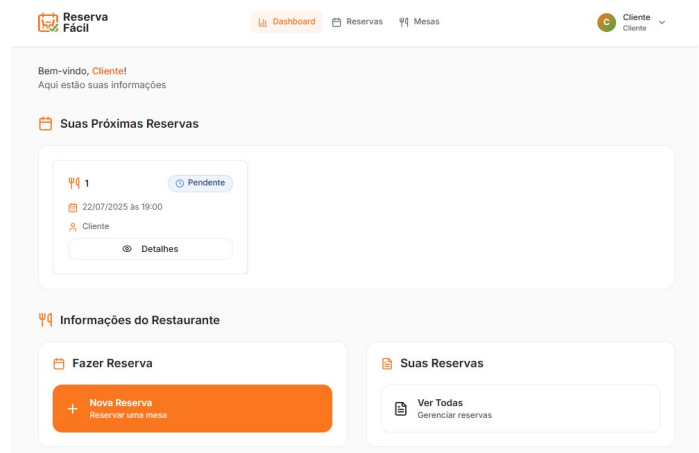 Reserva
Fácil
Dashboard
Reservas
Mesas
C
Cliente
Cliente
Bem-vindo, Cliente!
Aqui estão suas informações
Suas Próximas Reservas
1
Pendente
22/07/2025 às 19:00
Cliente
Detalhes
Informações do Restaurante
Fazer Reserva
Nova Reserva
Reservar uma mesa
Suas Reservas
Ver Todas
Gerenciar reservas